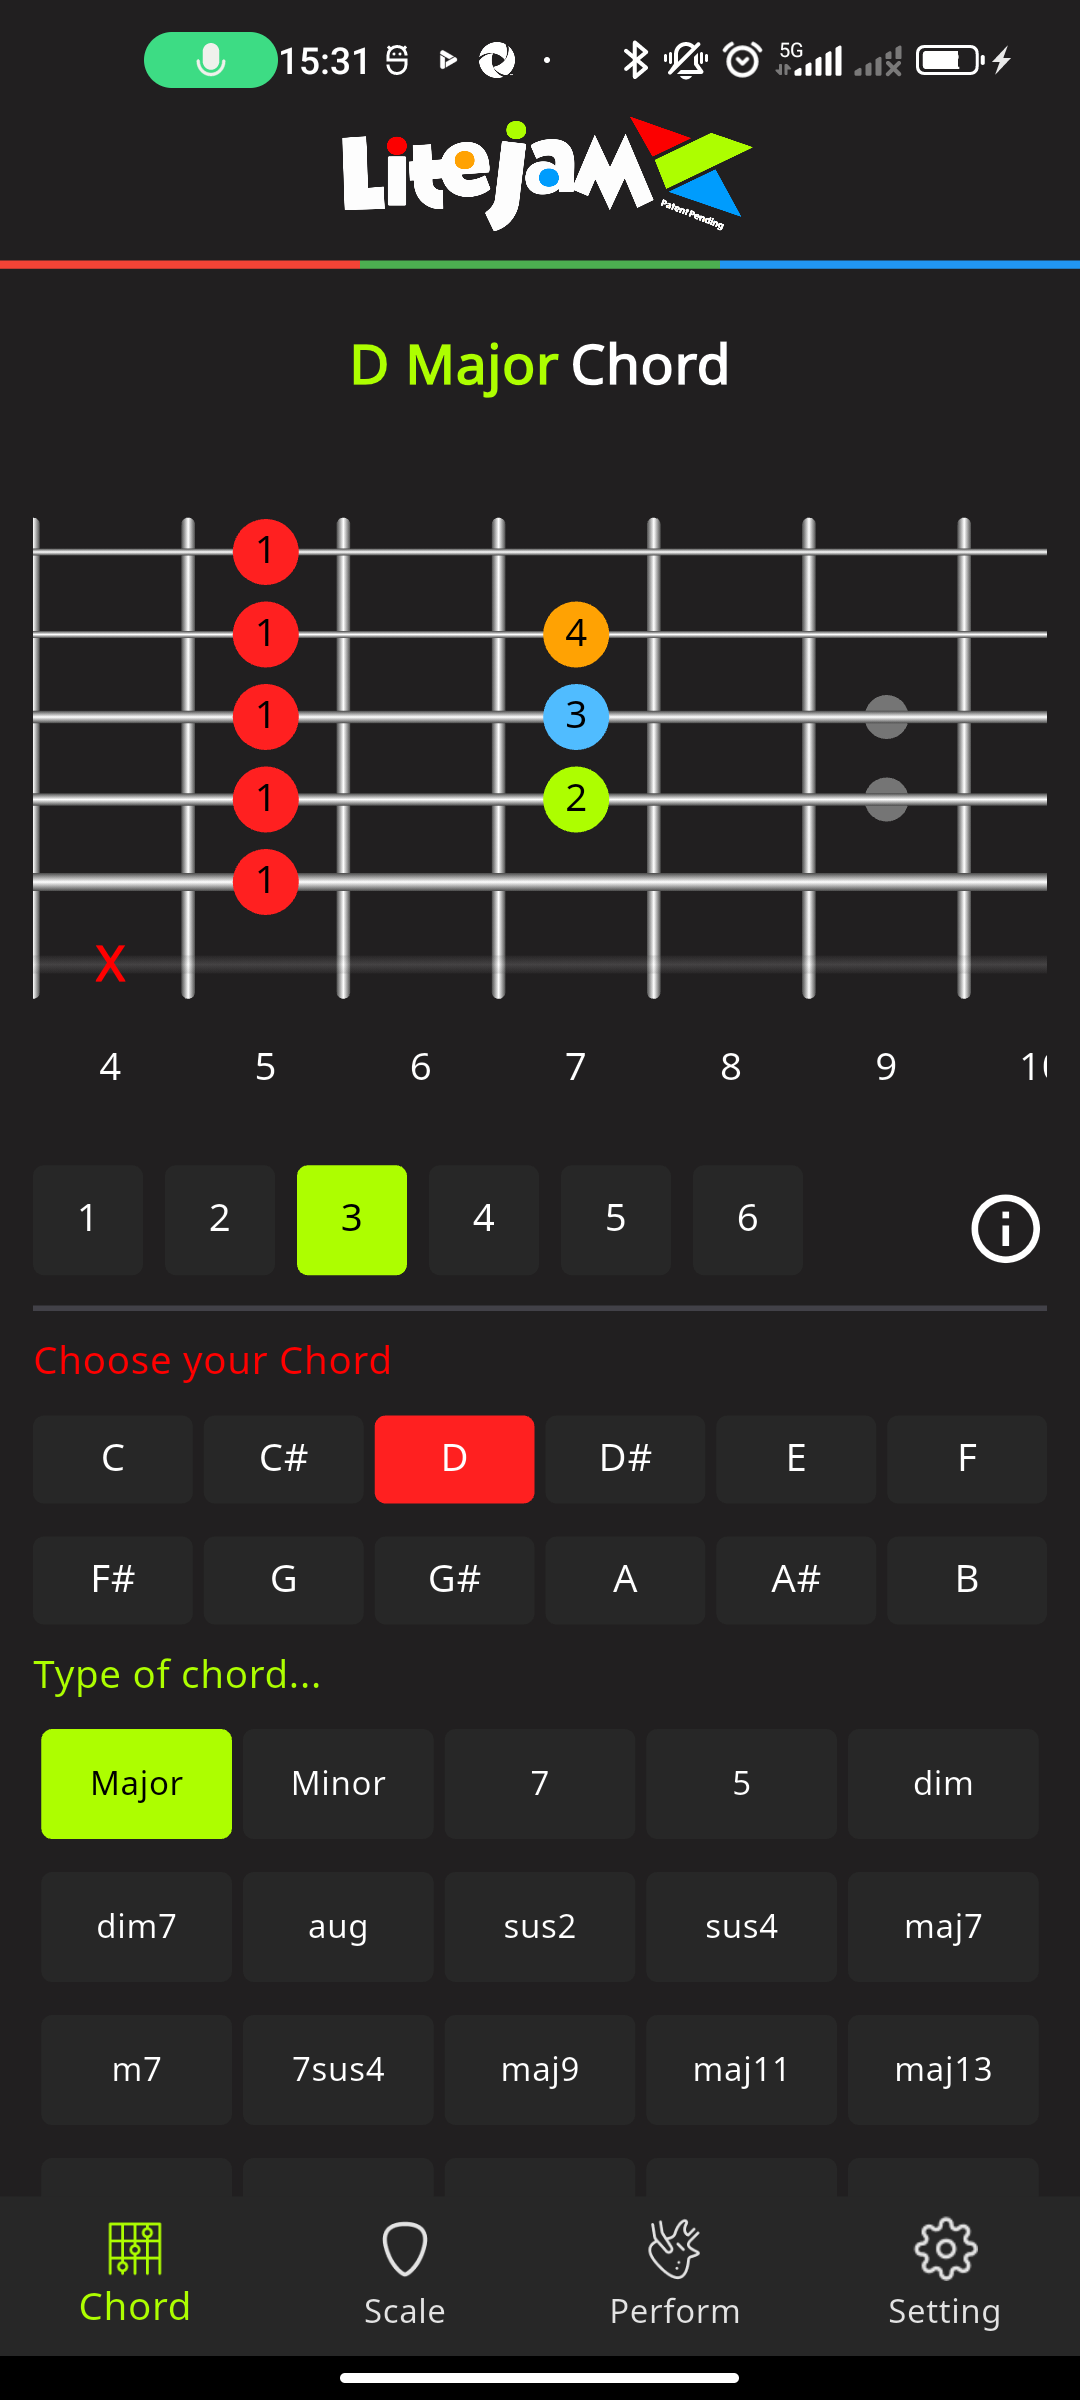 15:31
5G
Litejam
Patent Pending
D Major Chord
1
1 4
1 3
1 2
1
X
4 5 6 7 8 9
1 2 3 4 5 6
Choose your Chord
C C# D D# E F
F# G G# A A# B
Type of chord...
Major Minor 7 5 dim
dim7 aug sus2 sus4 maj7
m7 7sus4 maj9 maj11 maj13
Chord Scale Perform Setting